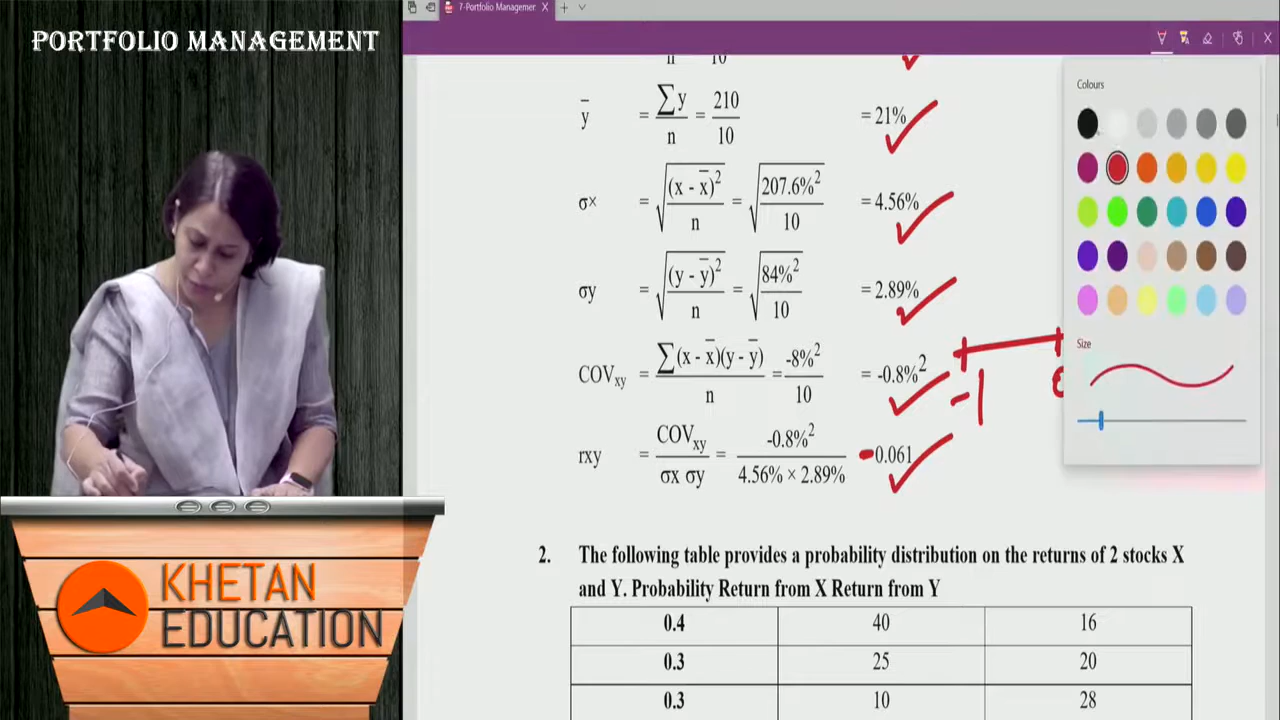 PORTFOLIO MANAGEMENT
7-Portfolio Managemer
n 10
y = ∑y / n = 210 / 10 = 21%
σx = √((x - x̄)² / n) = √(207.6%² / 10) = 4.56%
σy = √((y - ȳ)² / n) = √(84%² / 10) = 2.89%
COVxy = ∑(x - x̄)(y - ȳ) / n = -8%² / 10 = -0.8%²
rxy = COVxy / σx σy = -0.8%² / 4.56% × 2.89% -0.061
-1
Colours
Size
2. The following table provides a probability distribution on the returns of 2 stocks X
and Y. Probability Return from X Return from Y
0.4 40 16
0.3 25 20
0.3 10 28
KHETAN
EDUCATION